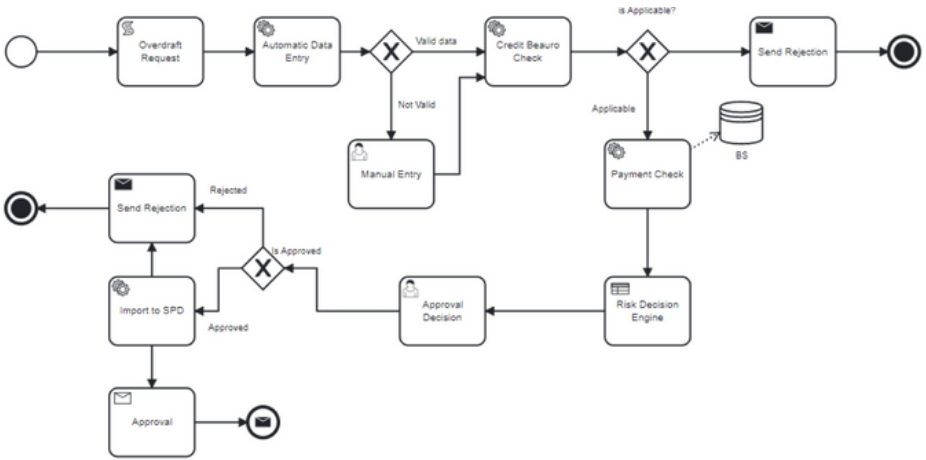 is Applicable?
Overdraft
Request
Automatic Data
Entry
Valid data
Credit Beauro
Check
Send Rejection
Not Valid
Applicable
Manual Entry
Payment Check
BS
Send Rejection
Rejected
Is Approved
Import to SPD
Approved
Approval
Decision
Risk Decision
Engine
Approval